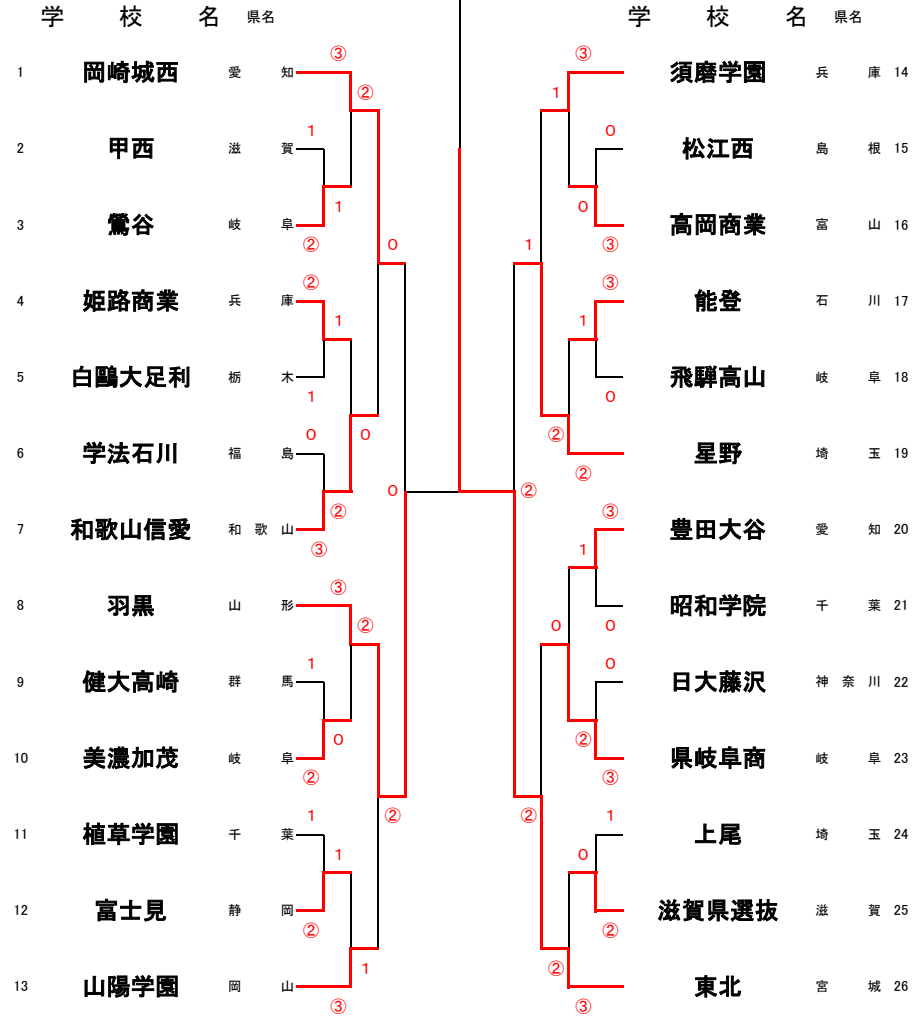 学 校 名 県名 学 校 名 県名
③ ③
1 岡崎城西 愛 知 須磨学園 兵 庫 14
② 1
1 0
2 甲西 滋 賀 松江西 島 根 15
1 0
3 鶯谷 岐 阜 高岡商業 富 山 16
② 0 1 ③
② ③
4 姫路商業 兵 庫 能登 石 川 17
1 1
5 白鷗大足利 栃 木 飛騨高山 岐 阜 18
1 0
0 0 ②
6 学法石川 福 島 星野 埼 玉 19
②
0 ②
② ③
7 和歌山信愛 和 歌 山 豊田大谷 愛 知 20
③ 1
③
8 羽黒 山 形 昭和学院 千 葉 21
② 0 0
1 0
9 健大高崎 群 馬 日大藤沢 神 奈 川 22
0 ②
10 美濃加茂 岐 阜 県岐阜商 岐 阜 23
② ③
1 ② ② 1
11 植草学園 千 葉 上尾 埼 玉 24
1 0
12 富士見 静 岡 滋賀県選抜 滋 賀 25
② ②
1 ②
13 山陽学園 岡 山 東北 宮 城 26
③ ③